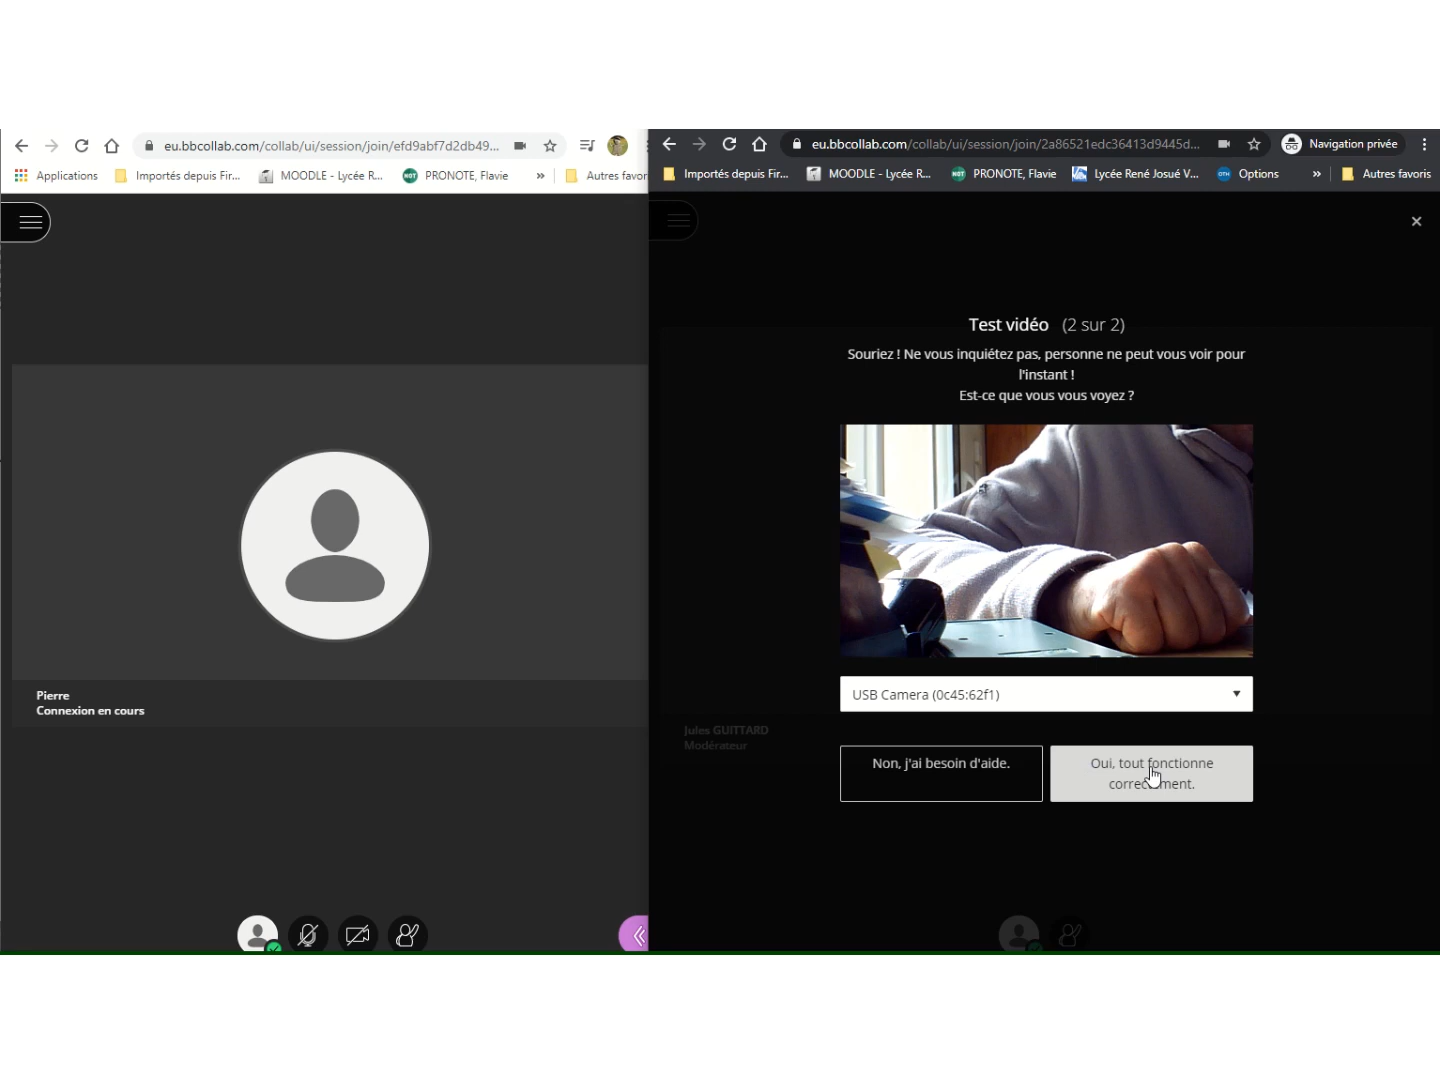 eu.bbcollab.com/collab/ui/session/join/efd9abf7d2db49...
Applications
Importés depuis Fir...
MOODLE - Lycée R...
PRONOTE, Flavie
»
Autres favor
Pierre
Connexion en cours
eu.bbcollab.com/collab/ui/session/join/2a86521edc36413d9445d...
Navigation privée
Importés depuis Fir...
MOODLE - Lycée R...
PRONOTE, Flavie
Lycée René Josué V...
Options
»
Autres favoris
Test vidéo (2 sur 2)
Souriez ! Ne vous inquiétez pas, personne ne peut vous voir pour
l'instant !
Est-ce que vous vous voyez ?
USB Camera (0c45:62f1)
Jules GUITTARD
Modérateur
Non, j'ai besoin d'aide.
Oui, tout fonctionne
correctement.